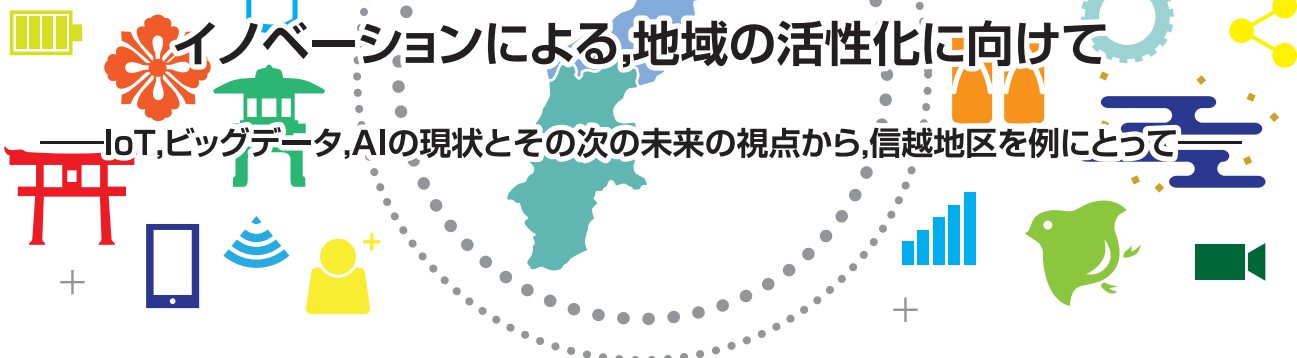 イノベーションによる,地域の活性化に向けて
――IoT,ビッグデータ,AIの現状とその次の未来の視点から,信越地区を例にとって――